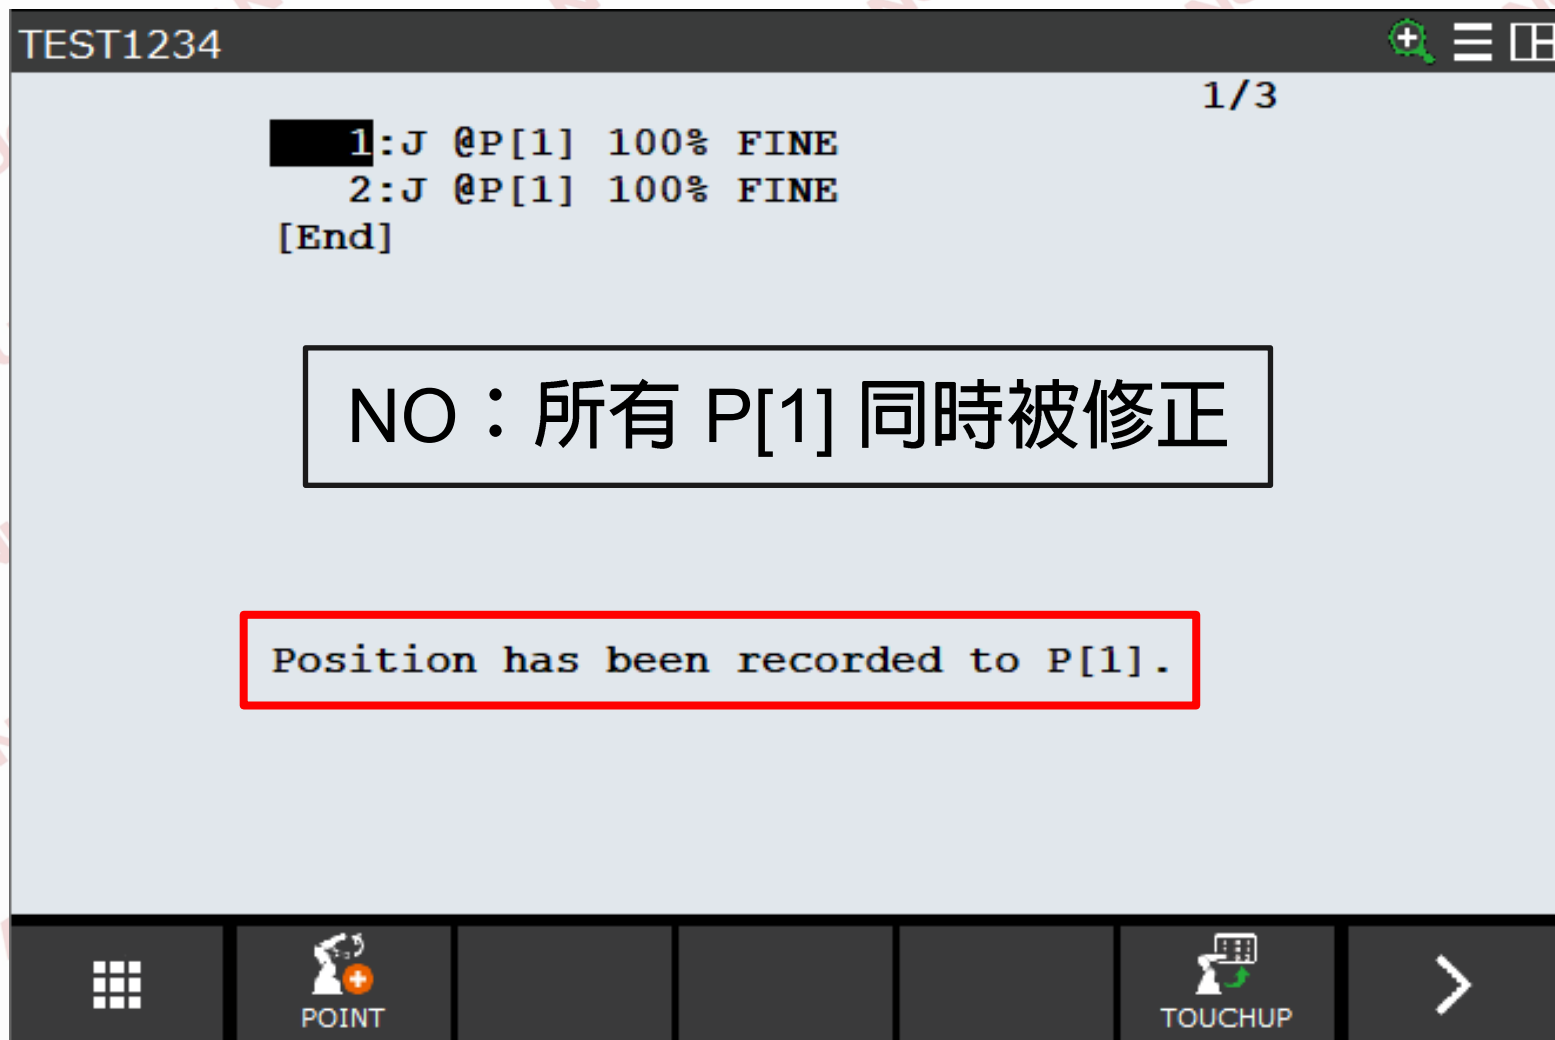 TEST1234
1/3
1:J @P[1] 100% FINE
2:J @P[1] 100% FINE
[End]
NO：所有 P[1] 同時被修正
Position has been recorded to P[1].
POINT
TOUCHUP